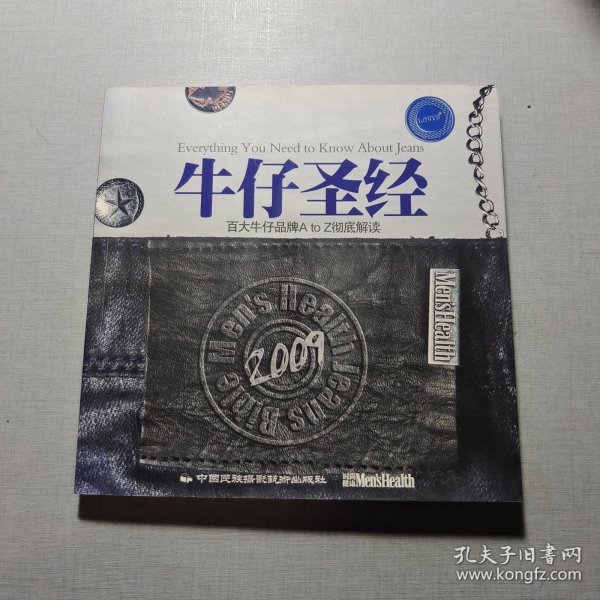 Levi's
Everything You Need to Know About Jeans
牛仔圣经
百大牛仔品牌A to Z彻底解读
Men's Health
Men's Health Jeans Bible
2009
中国民族摄影艺术出版社
Men'sHealth
孔夫子旧书网
www.kongfz.com